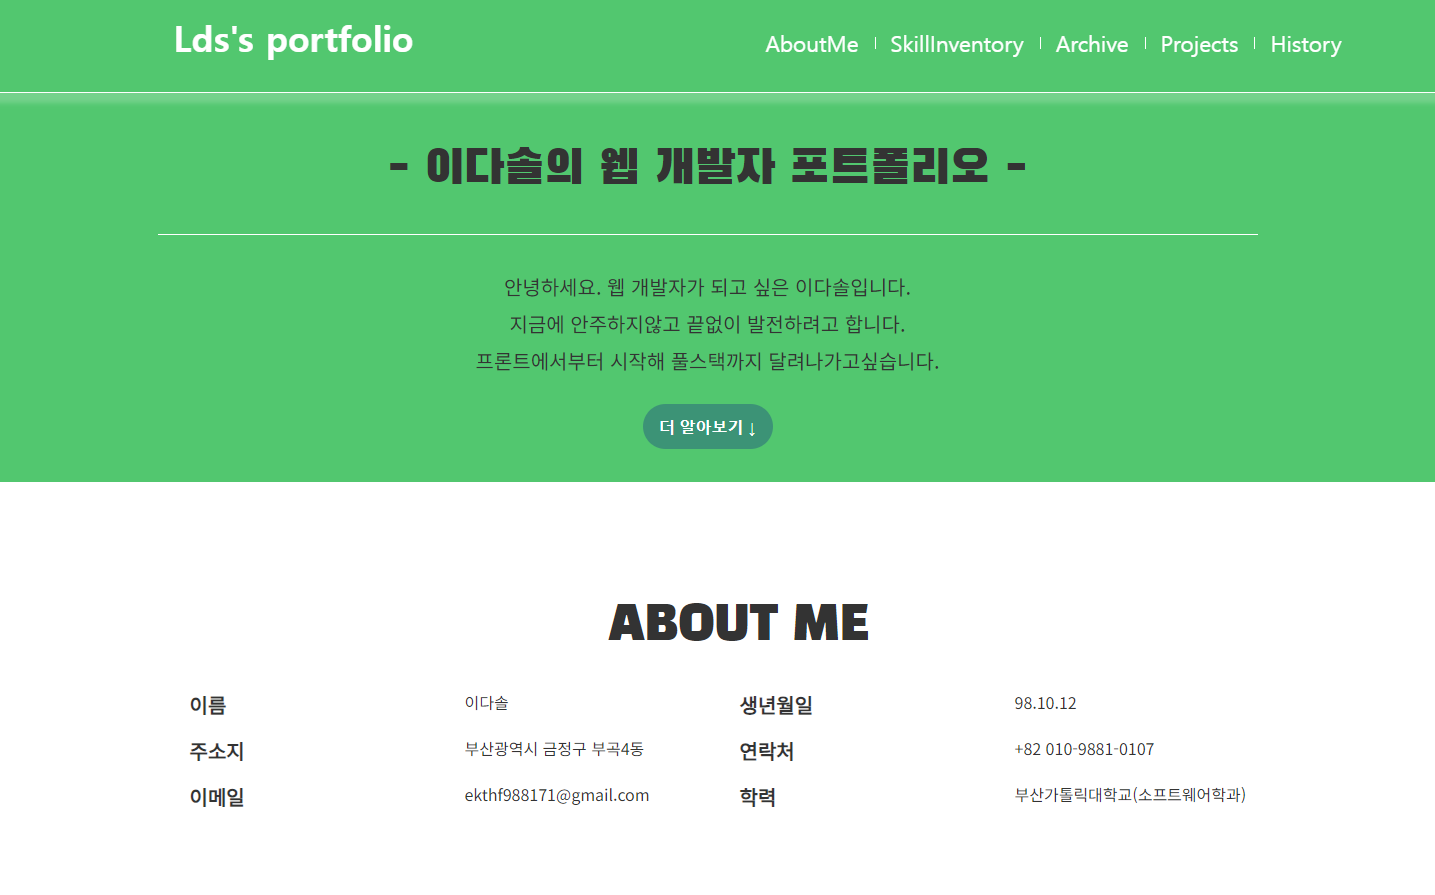 Lds's portfolio
AboutMe | SkillInventory | Archive | Projects | History
- 이다솔의 웹 개발자 포트폴리오 -
안녕하세요. 웹 개발자가 되고 싶은 이다솔입니다.
지금에 안주하지않고 끝없이 발전하려고 합니다.
프론트에서부터 시작해 풀스택까지 달려나가고싶습니다.
더 알아보기 ↓
ABOUT ME
이름 이다솔 생년월일 98.10.12
주소지 부산광역시 금정구 부곡4동 연락처 +82 010-9881-0107
이메일 ekthf988171@gmail.com 학력 부산가톨릭대학교(소프트웨어학과)